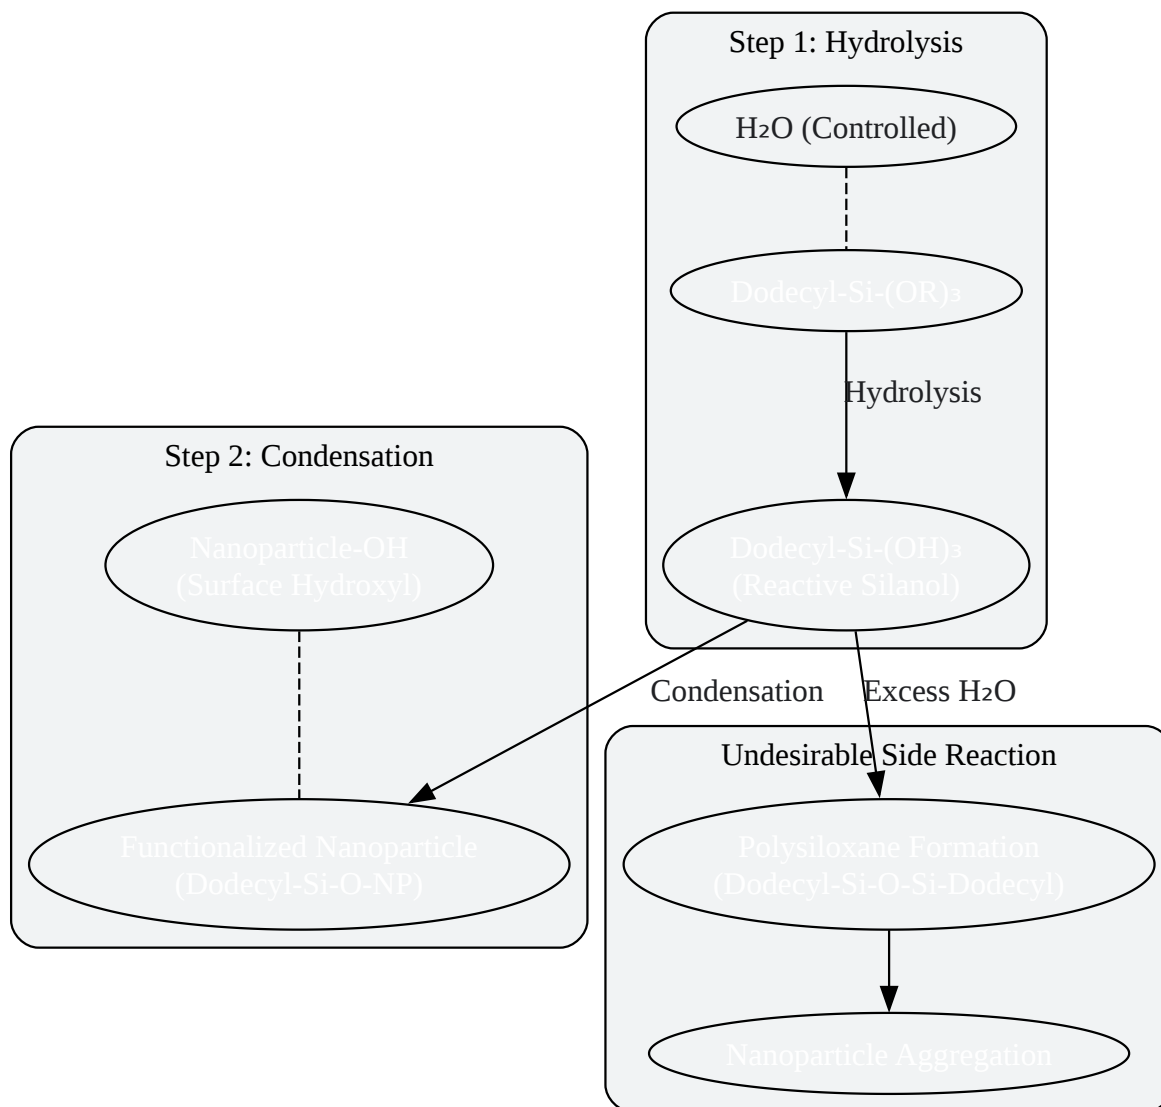 Step 1: Hydrolysis
H₂O (Controlled)
Dodecyl-Si-(OR)₃
Hydrolysis
Dodecyl-Si-(OH)₃
(Reactive Silanol)
Step 2: Condensation
Nanoparticle-OH
(Surface Hydroxyl)
Condensation
Excess H₂O
Functionalized Nanoparticle
(Dodecyl-Si-O-NP)
Undesirable Side Reaction
Polysiloxane Formation
(Dodecyl-Si-O-Si-Dodecyl)
Nanoparticle Aggregation